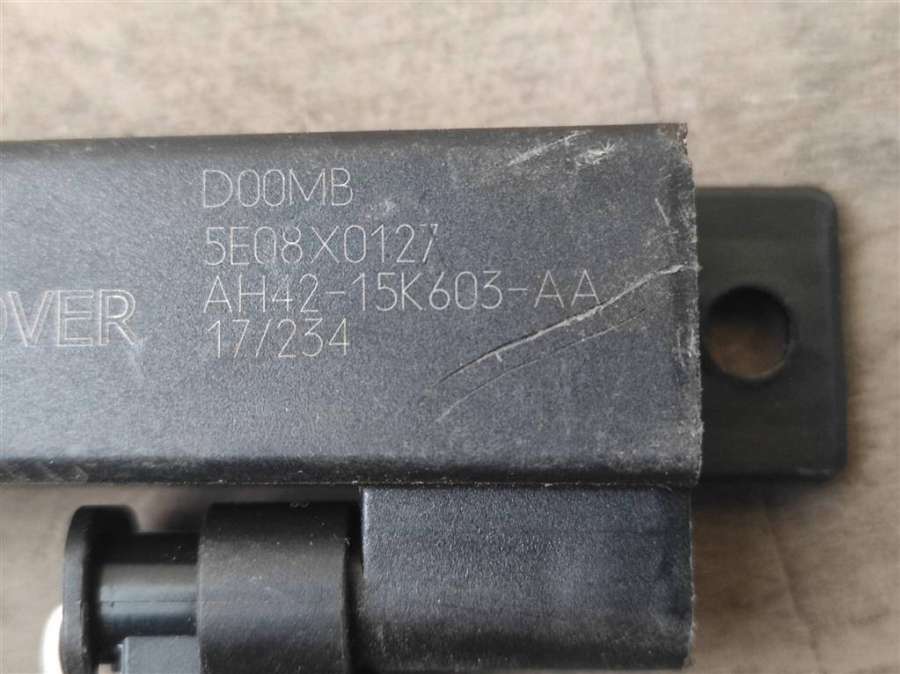 D00MB
5E08X0127
OVER AH42-15K603-AA
17/234